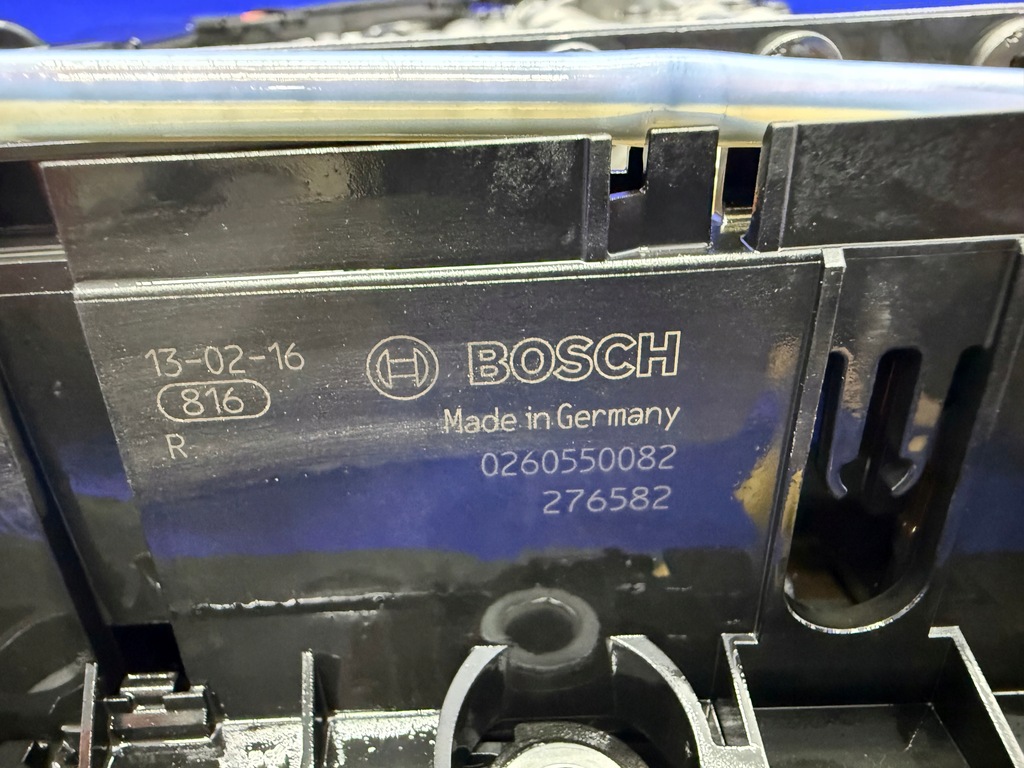 13-02-16
816
R
BOSCH
Made in Germany
0260550082
276582